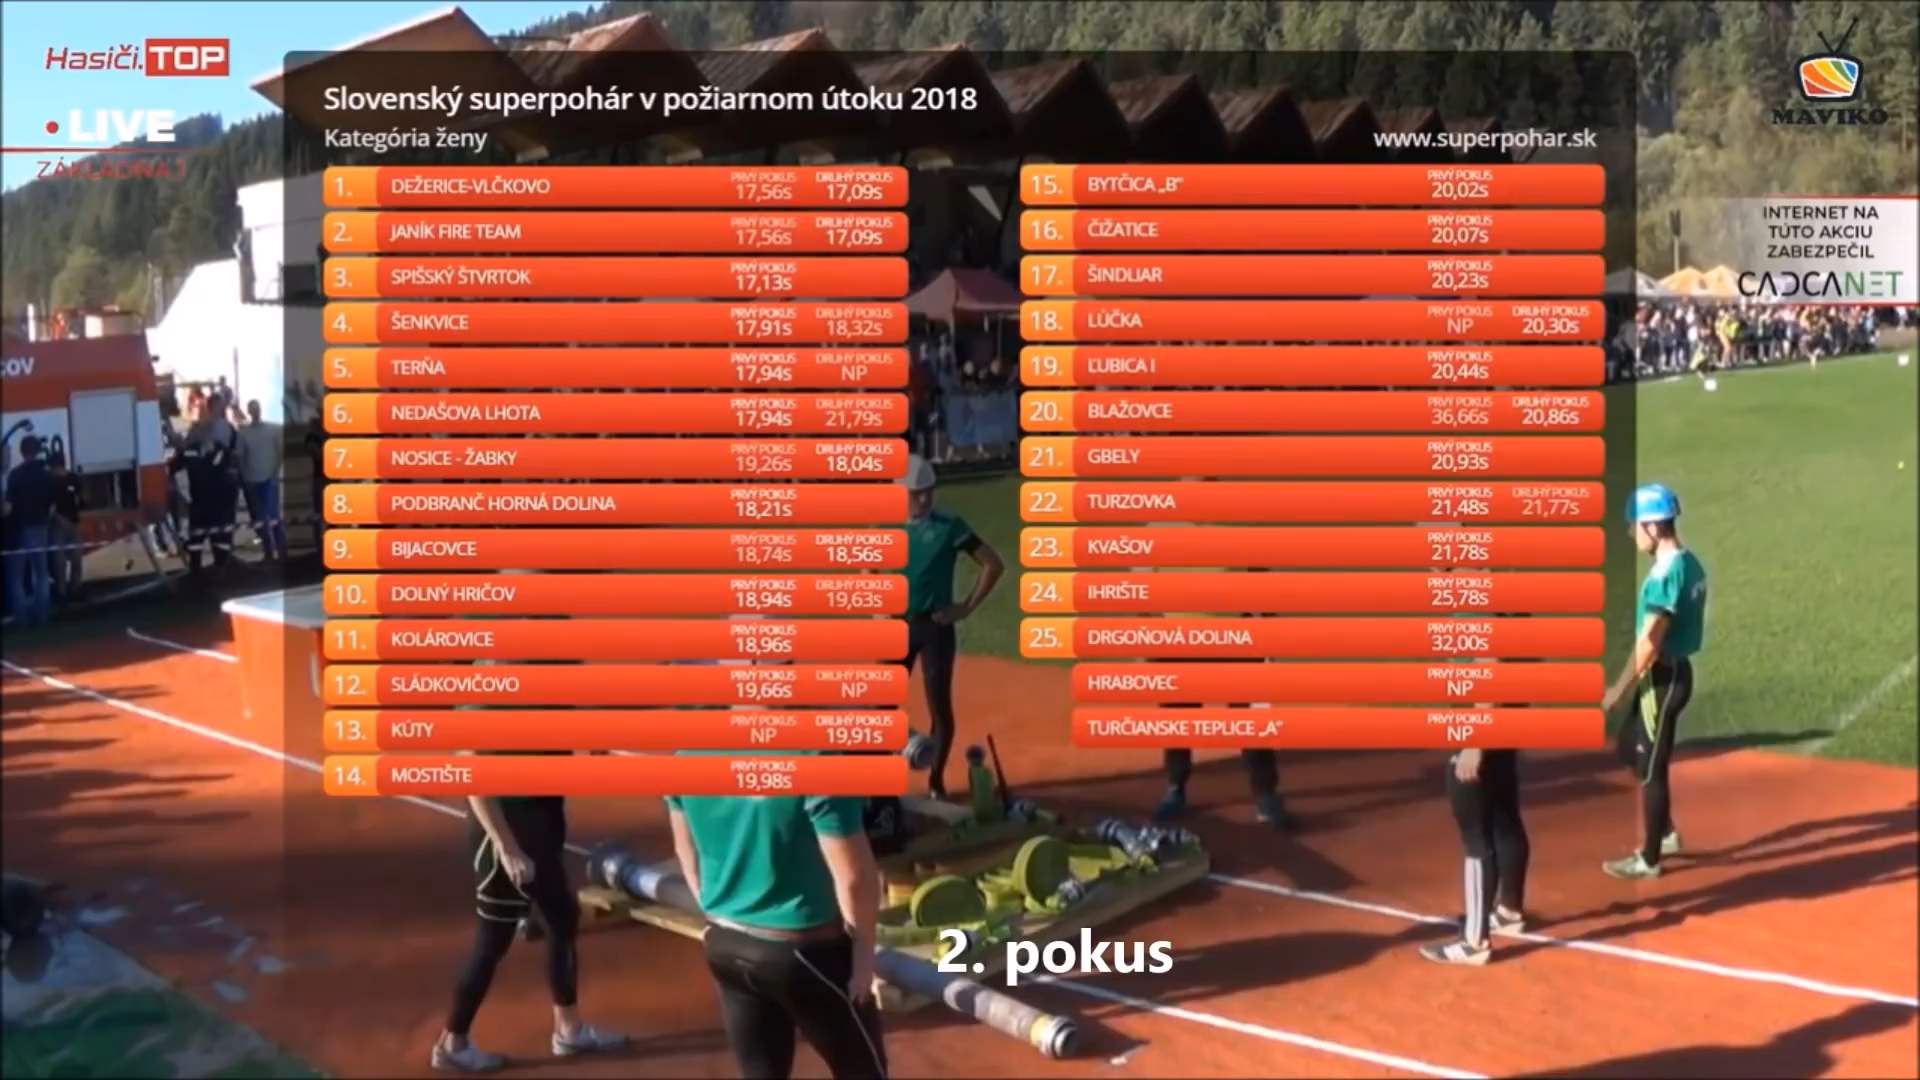 Hasiči.TOP
LIVE
ZÁKLADŇA 1
Slovenský superpohár v požiarnom útoku 2018
Kategória ženy
www.superpohar.sk
MAVIKO
INTERNET NA
TÚTO AKCIU
ZABEZPEČIL
CADCANET
1. DEŽERICE-VLČKOVO PRVÝ POKUS 17,56s DRUHÝ POKUS 17,09s
2. JANÍK FIRE TEAM PRVÝ POKUS 17,56s DRUHÝ POKUS 17,09s
3. SPIŠSKÝ ŠTVRTOK PRVÝ POKUS 17,13s
4. ŠENKVICE PRVÝ POKUS 17,91s DRUHÝ POKUS 18,32s
5. TERŇA PRVÝ POKUS 17,94s DRUHÝ POKUS NP
6. NEDAŠOVA LHOTA PRVÝ POKUS 17,94s DRUHÝ POKUS 21,79s
7. NOSICE - ŽABKY PRVÝ POKUS 19,26s DRUHÝ POKUS 18,04s
8. PODBRANČ HORNÁ DOLINA PRVÝ POKUS 18,21s
9. BIJACOVCE PRVÝ POKUS 18,74s DRUHÝ POKUS 18,56s
10. DOLNÝ HRIČOV PRVÝ POKUS 18,94s DRUHÝ POKUS 19,63s
11. KOLÁROVICE PRVÝ POKUS 18,96s
12. SLÁDKOVIČOVO PRVÝ POKUS 19,66s DRUHÝ POKUS NP
13. KÚTY PRVÝ POKUS NP DRUHÝ POKUS 19,91s
14. MOSTIŠTE PRVÝ POKUS 19,98s
15. BYTČICA „B" PRVÝ POKUS 20,02s
16. ČIŽATICE PRVÝ POKUS 20,07s
17. ŠINDLIAR PRVÝ POKUS 20,23s
18. LÚČKA PRVÝ POKUS NP DRUHÝ POKUS 20,30s
19. ĽUBICA I PRVÝ POKUS 20,44s
20. BLAŽOVCE PRVÝ POKUS 36,66s DRUHÝ POKUS 20,86s
21. GBELY PRVÝ POKUS 20,93s
22. TURZOVKA PRVÝ POKUS 21,48s DRUHÝ POKUS 21,77s
23. KVAŠOV PRVÝ POKUS 21,78s
24. IHRIŠTE PRVÝ POKUS 25,78s
25. DRGOŇOVÁ DOLINA PRVÝ POKUS 32,00s
HRABOVEC PRVÝ POKUS NP
TURČIANSKE TEPLICE „A" PRVÝ POKUS NP
2. pokus